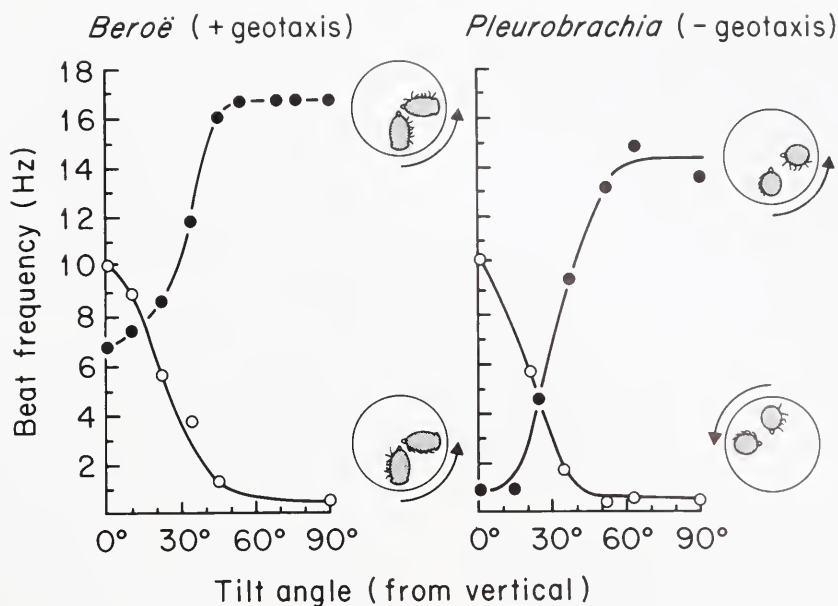 Beroë (+ geotaxis)
Pleurobrachia (- geotaxis)
Beat frequency (Hz)
18
16
14
12
10
8
6
4
2
0° 30° 60° 90°
0° 30° 60° 90°
Tilt angle (from vertical)